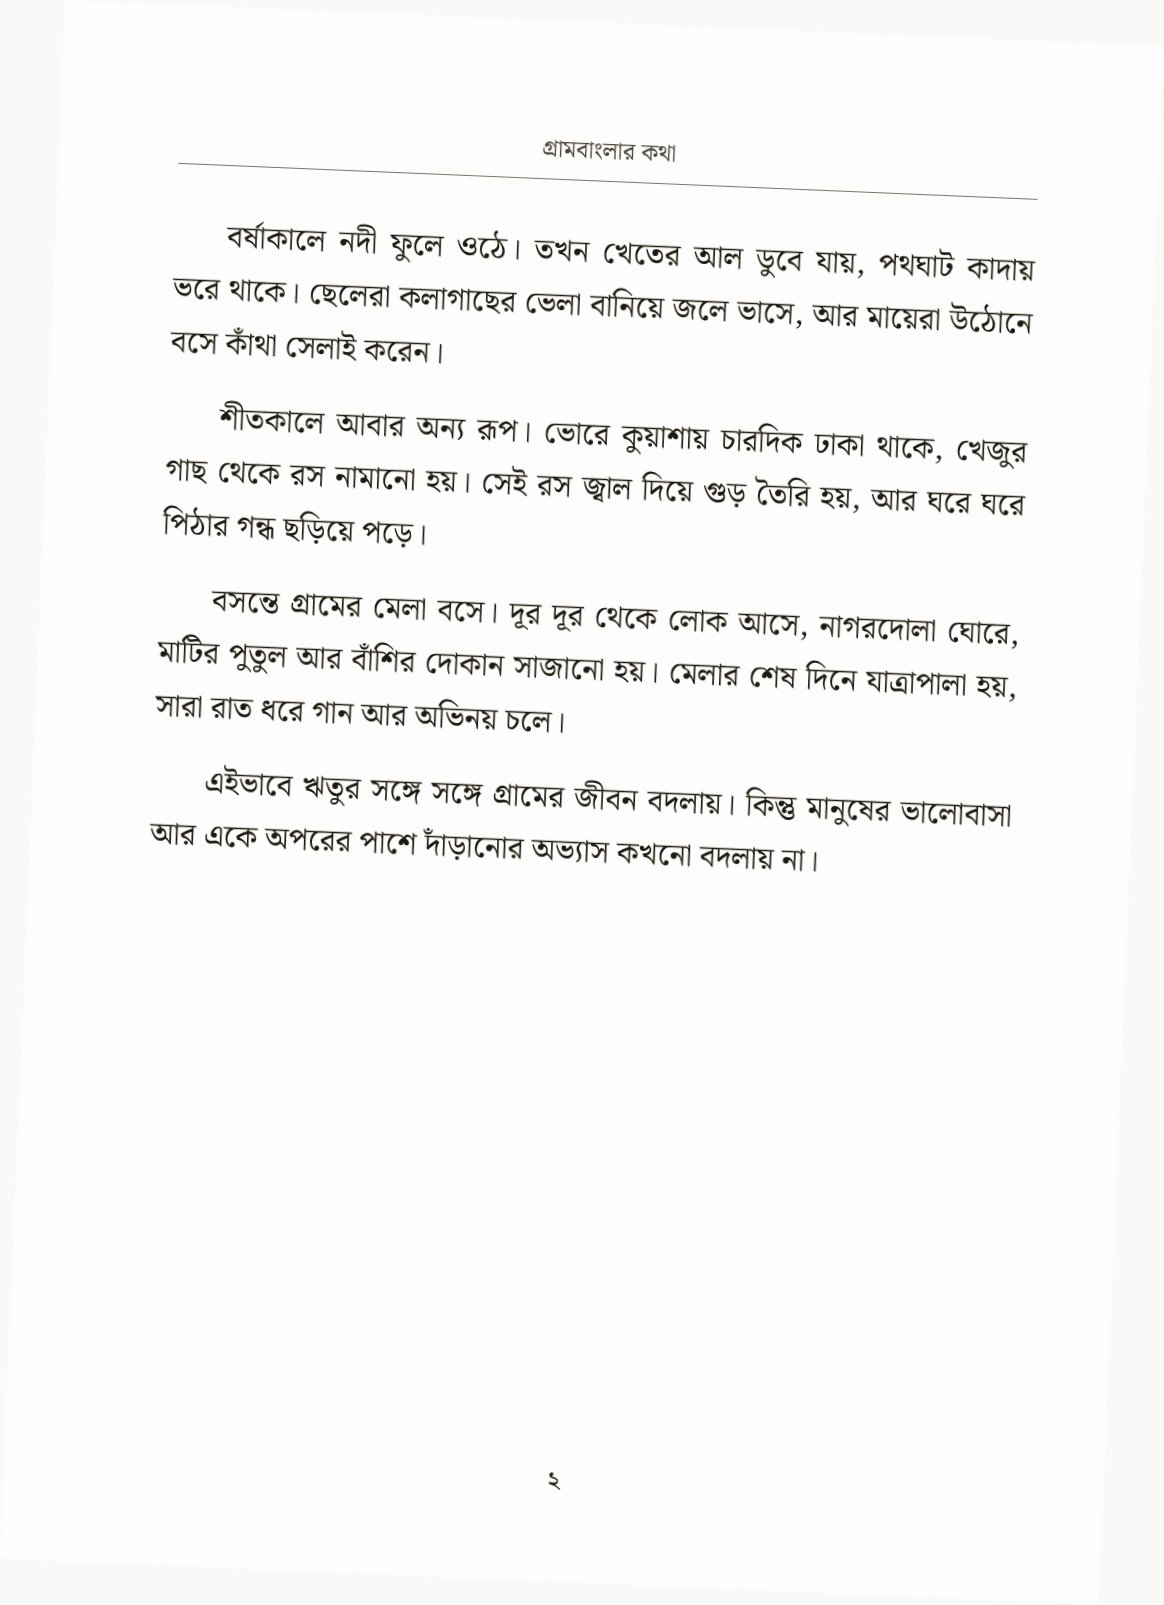 গ্রামবাংলার কথা
বর্ষাকালে নদী ফুলে ওঠে। তখন খেতের আল ডুবে যায়, পথঘাট কাদায়
ভরে থাকে। ছেলেরা কলাগাছের ভেলা বানিয়ে জলে ভাসে, আর মায়েরা উঠোনে
বসে কাঁথা সেলাই করেন।
শীতকালে আবার অন্য রূপ। ভোরে কুয়াশায় চারদিক ঢাকা থাকে, খেজুর
গাছ থেকে রস নামানো হয়। সেই রস জ্বাল দিয়ে গুড় তৈরি হয়, আর ঘরে ঘরে
পিঠার গন্ধ ছড়িয়ে পড়ে।
বসন্তে গ্রামের মেলা বসে। দূর দূর থেকে লোক আসে, নাগরদোলা ঘোরে,
মাটির পুতুল আর বাঁশির দোকান সাজানো হয়। মেলার শেষ দিনে যাত্রাপালা হয়,
সারা রাত ধরে গান আর অভিনয় চলে।
এইভাবে ঋতুর সঙ্গে সঙ্গে গ্রামের জীবন বদলায়। কিন্তু মানুষের ভালোবাসা
আর একে অপরের পাশে দাঁড়ানোর অভ্যাস কখনো বদলায় না।
২